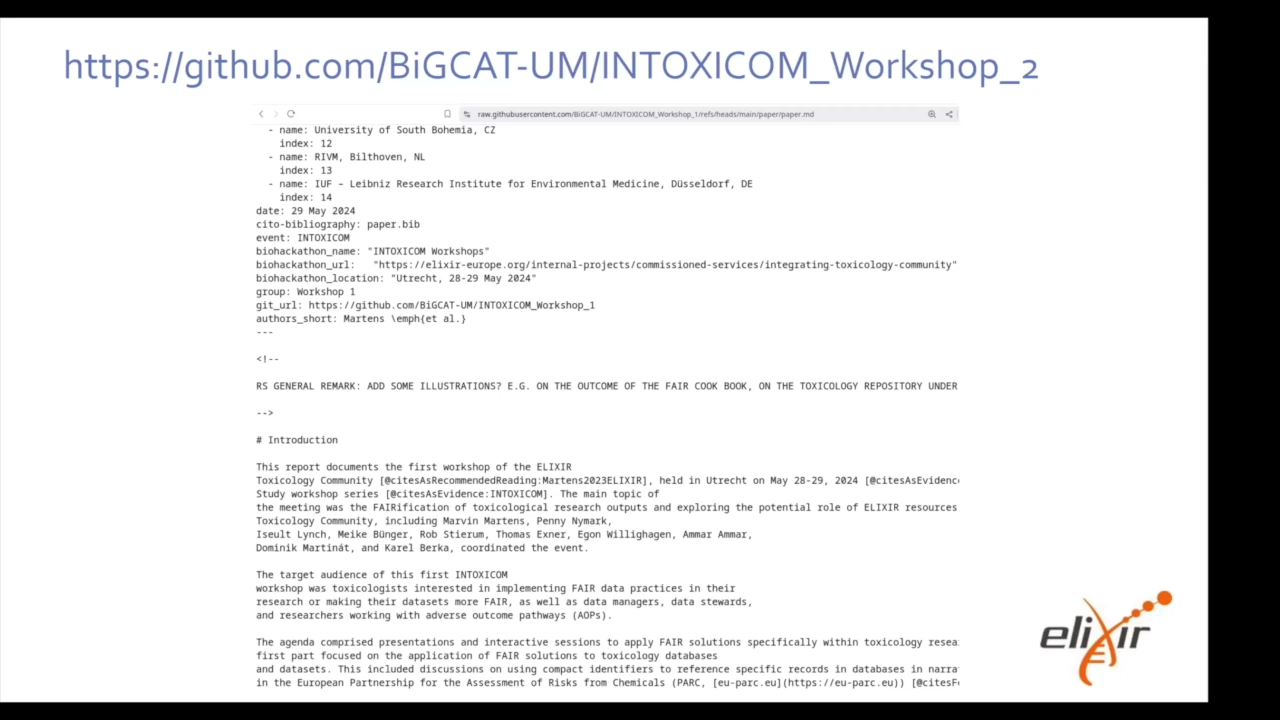 https://github.com/BiGCAT-UM/INTOXICOM_Workshop_2
raw.githubusercontent.com/BiGCAT-UM/INTOXICOM_Workshop_1/refs/heads/main/paper/paper.md
- name: University of South Bohemia, CZ
index: 12
- name: RIVM, Bilthoven, NL
index: 13
- name: IUF – Leibniz Research Institute for Environmental Medicine, Düsseldorf, DE
index: 14
date: 29 May 2024
cito-bibliography: paper.bib
event: INTOXICOM
biohackathon_name: "INTOXICOM Workshops"
biohackathon_url: "https://elixir-europe.org/internal-projects/commissioned-services/integrating-toxicology-community"
biohackathon_location: "Utrecht, 28-29 May 2024"
group: Workshop 1
git_url: https://github.com/BiGCAT-UM/INTOXICOM_Workshop_1
authors_short: Martens \emph{et al.}
---
<!--
RS GENERAL REMARK: ADD SOME ILLUSTRATIONS? E.G. ON THE OUTCOME OF THE FAIR COOK BOOK, ON THE TOXICOLOGY REPOSITORY UNDER
-->
# Introduction
This report documents the first workshop of the ELIXIR
Toxicology Community [@citesAsRecommendedReading:Martens2023ELIXIR], held in Utrecht on May 28-29, 2024 [@citesAsEvidenc
Study workshop series [@citesAsEvidence:INTOXICOM]. The main topic of
the meeting was the FAIRification of toxicological research outputs and exploring the potential role of ELIXIR resources
Toxicology Community, including Marvin Martens, Penny Nymark,
Iseult Lynch, Meike Bünger, Rob Stierum, Thomas Exner, Egon Willighagen, Ammar Ammar,
Dominik Martinát, and Karel Berka, coordinated the event.
The target audience of this first INTOXICOM
workshop was toxicologists interested in implementing FAIR data practices in their
research or making their datasets more FAIR, as well as data managers, data stewards,
and researchers working with adverse outcome pathways (AOPs).
The agenda comprised presentations and interactive sessions to apply FAIR solutions specifically within toxicology resea
first part focused on the application of FAIR solutions to toxicology databases
and datasets. This included discussions on using compact identifiers to reference specific records in databases in narra
in the European Partnership for the Assessment of Risks from Chemicals (PARC, [eu-parc.eu](https://eu-parc.eu)) [@citesF
elixir